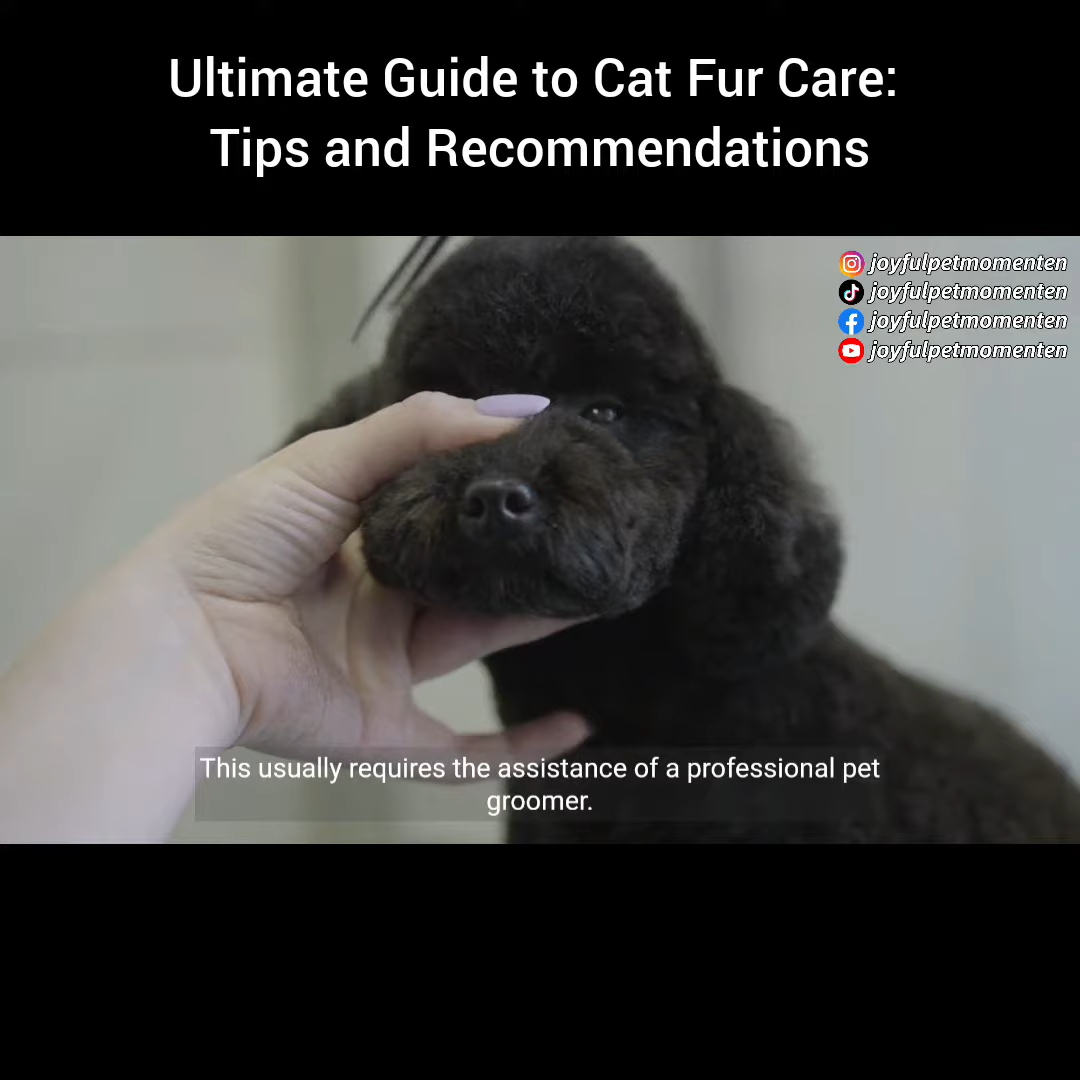 Ultimate Guide to Cat Fur Care:
Tips and Recommendations
joyfulpetmomenten
joyfulpetmomenten
joyfulpetmomenten
joyfulpetmomenten
This usually requires the assistance of a professional pet
groomer.